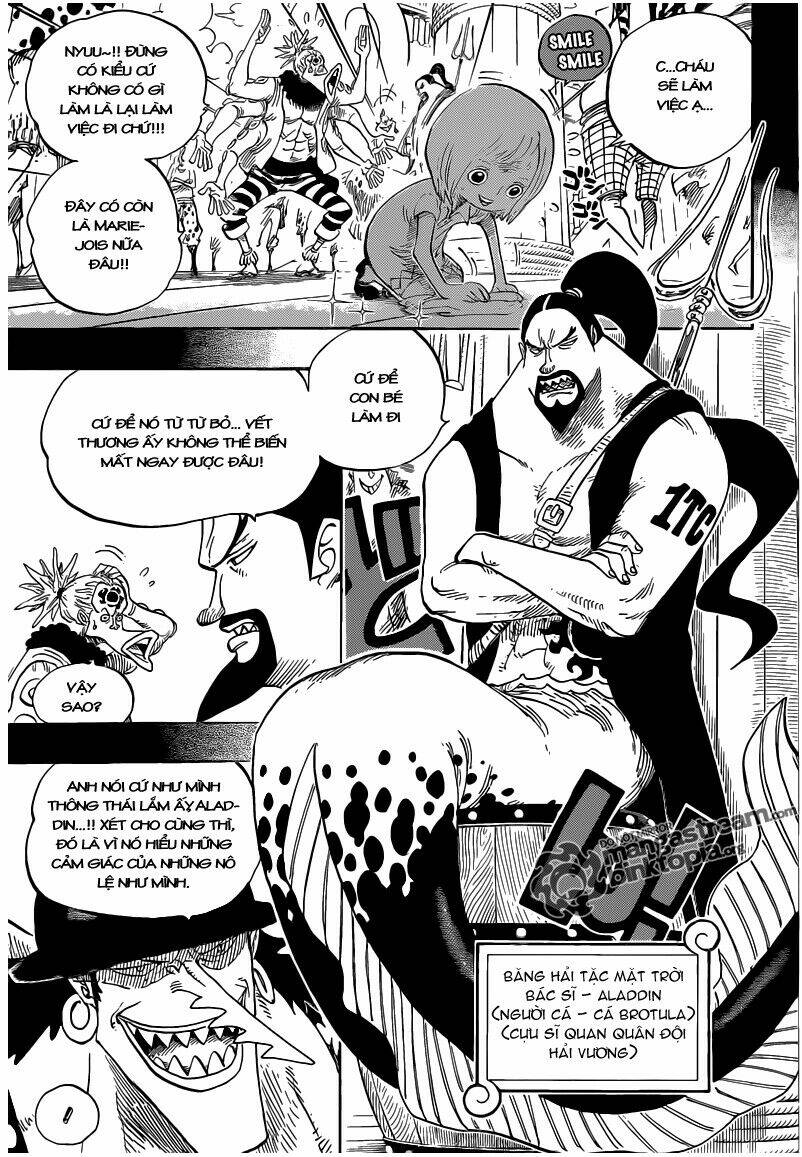 NYUU~!! ĐỪNG
CÓ KIỂU CỨ
KHÔNG CÓ GÌ
LÀM LÀ LẠI LÀM
VIỆC ĐI CHỨ!!!
ĐÂY CÓ CÒN
LÀ MARIE-
JOIS NỮA
ĐÂU!!
SMILE
SMILE
C...CHÁU
SẼ LÀM
VIỆC Ạ...
ゴシ
ゴシ
CỨ ĐỂ
CON BÉ
LÀM ĐI
CỨ ĐỂ NÓ TỪ TỪ BỎ... VẾT
THƯƠNG ẤY KHÔNG THỂ BIẾN
MẤT NGAY ĐƯỢC ĐÂU!
1TC
VẬY
SAO?
ANH NÓI CỨ NHƯ MÌNH
THÔNG THÁI LẮM ẤY,ALAD-
DIN...!! XÉT CHO CÙNG THÌ,
ĐÓ LÀ VÌ NÓ HIỂU NHỮNG
CẢM GIÁC CỦA NHỮNG NÔ
LỆ NHƯ MÌNH.
mangastream.com
binktopia.org
BĂNG HẢI TẶC MẶT TRỜI
BÁC SĨ - ALADDIN
(NGƯỜI CÁ - CÁ BROTULA)
(CỰU SĨ QUAN QUÂN ĐỘI
HẢI VƯƠNG)